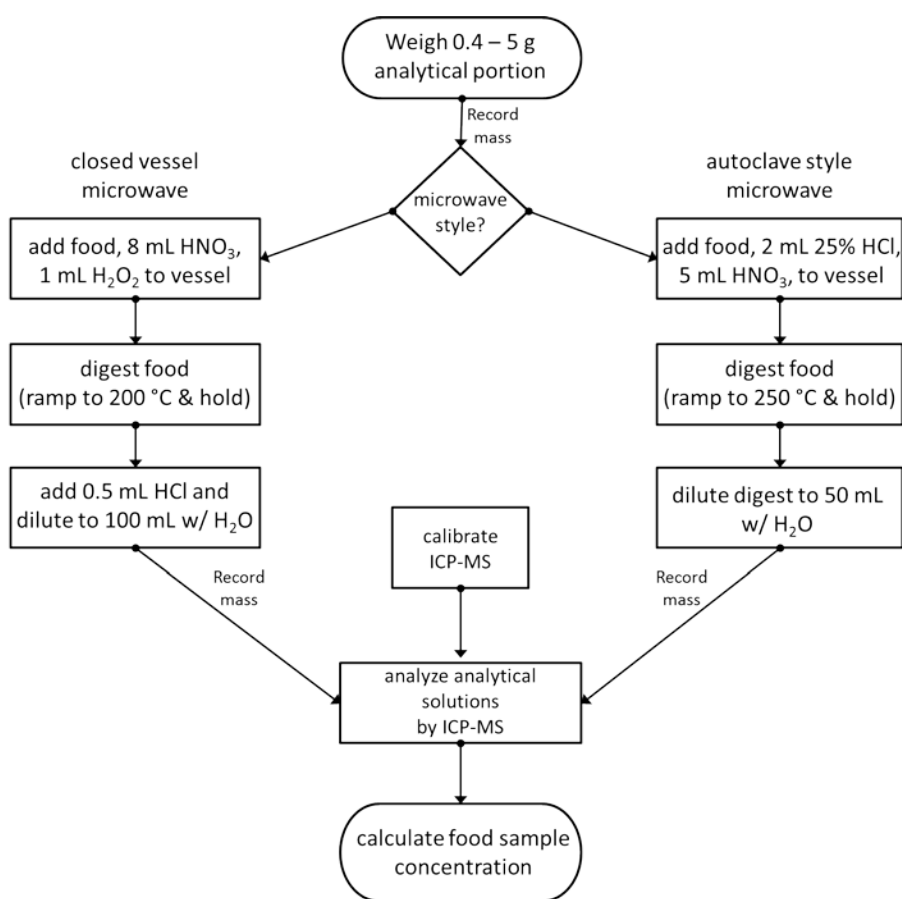 Weigh 0.4 – 5 g
analytical portion
Record
mass
microwave
style?
closed vessel
microwave
add food, 8 mL HNO₃,
1 mL H₂O₂ to vessel
digest food
(ramp to 200 °C & hold)
add 0.5 mL HCl and
dilute to 100 mL w/ H₂O
Record
mass
autoclave style
microwave
add food, 2 mL 25% HCl,
5 mL HNO₃, to vessel
digest food
(ramp to 250 °C & hold)
dilute digest to 50 mL
w/ H₂O
Record
mass
calibrate
ICP-MS
analyze analytical
solutions
by ICP-MS
calculate food sample
concentration